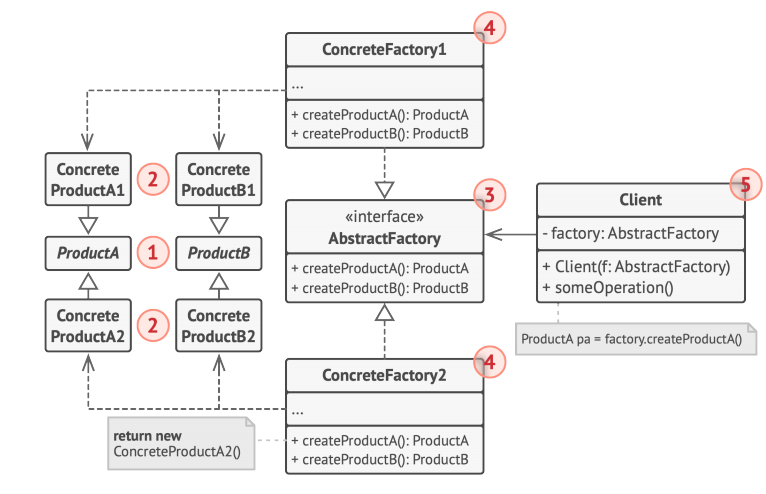 4
ConcreteFactory1
...
+ createProductA(): ProductA
+ createProductB(): ProductB
Concrete
ProductA1
2
Concrete
ProductB1
ProductA
1
ProductB
Concrete
ProductA2
2
Concrete
ProductB2
3
«interface»
AbstractFactory
+ createProductA(): ProductA
+ createProductB(): ProductB
5
Client
- factory: AbstractFactory
+ Client(f: AbstractFactory)
+ someOperation()
ProductA pa = factory.createProductA()
4
ConcreteFactory2
...
+ createProductA(): ProductA
+ createProductB(): ProductB
return new
ConcreteProductA2()